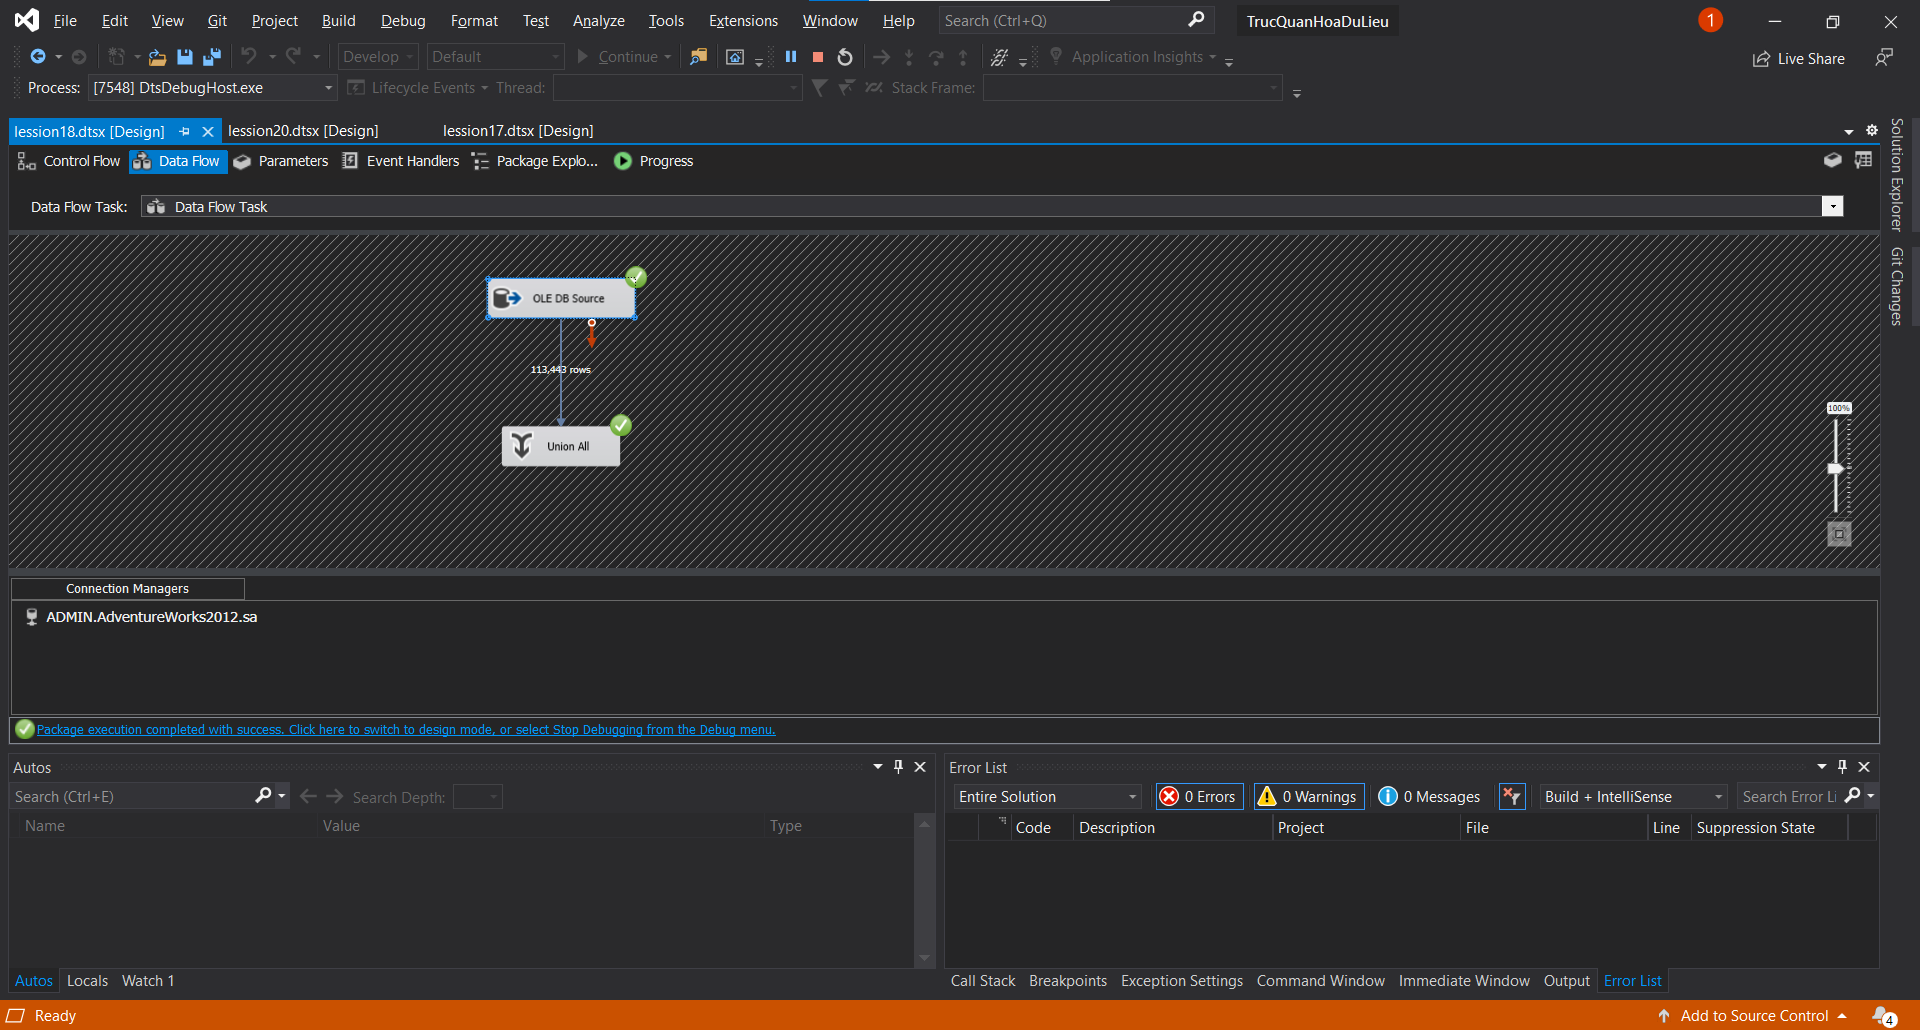 File Edit View Git Project Build Debug Format Test Analyze Tools Extensions Window Help Search (Ctrl+Q) TrucQuanHoaDuLieu 1
Develop Default Continue Application Insights Live Share
Process: [7548] DtsDebugHost.exe Lifecycle Events Thread: Stack Frame:
lession18.dtsx [Design] lession20.dtsx [Design] lession17.dtsx [Design]
Control Flow Data Flow Parameters Event Handlers Package Explo... Progress
Data Flow Task: Data Flow Task
Solution Explorer
Git Changes
OLE DB Source
113,443 rows
Union All
100%
Connection Managers
ADMIN.AdventureWorks2012.sa
Package execution completed with success. Click here to switch to design mode, or select Stop Debugging from the Debug menu.
Autos
Search (Ctrl+E) Search Depth:
Name Value Type
Autos Locals Watch 1
Error List
Entire Solution 0 Errors 0 Warnings 0 Messages Build + IntelliSense Search Error Li
Code Description Project File Line Suppression State
Call Stack Breakpoints Exception Settings Command Window Immediate Window Output Error List
Ready Add to Source Control 4